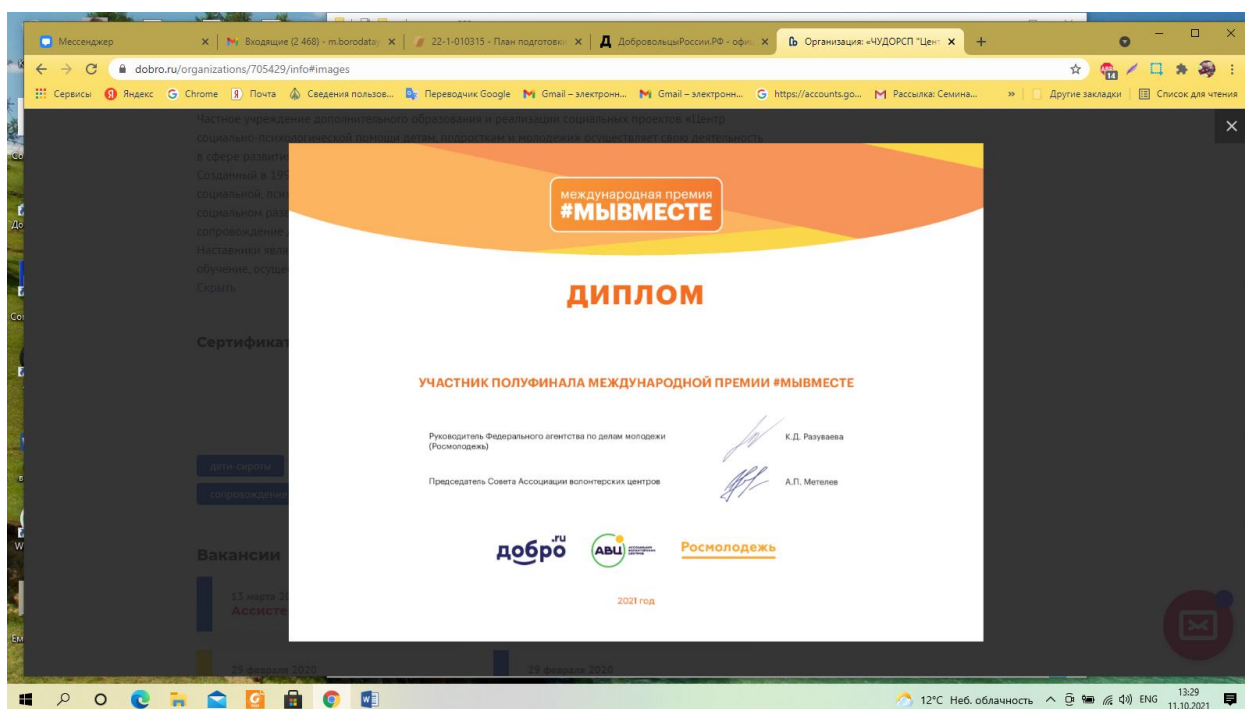 Мессенджер
Входящие (2 468) - m.borodatay
22-1-010315 - План подготовки
ДобровольцыРоссии.РФ - офи
Организация: «ЧУДОРСП "Цен
dobro.ru/organizations/705429/info#images
Сервисы
Яндекс
Chrome
Почта
Сведения пользов...
Переводчик Google
Gmail – электронн...
Gmail – электронн...
https://accounts.go...
Рассылка: Семина...
»
Другие закладки
Список для чтения
Частное учреждение дополнительного образования и реализации социальных проектов «Центр
социально-психологической помощи детям, подросткам и молодежи» осуществляет свою деятельность
в сфере развити
Созданный в 199
социальной, пси
социальном раз
сопровождение
Наставники явля
обучение, осуще
Скрыть
Сертификат
дети-сироты
сопровождение
Вакансии
13 марта 20
Ассисте
29 февраля 2020
29 февраля 2020
международная премия
#МЫВМЕСТЕ
ДИПЛОМ
УЧАСТНИК ПОЛУФИНАЛА МЕЖДУНАРОДНОЙ ПРЕМИИ #МЫВМЕСТЕ
Руководитель Федерального агентства по делам молодежи
(Росмолодежь)
К.Д. Разуваева
Председатель Совета Ассоциации волонтерских центров
А.П. Метелев
добро.ru
АВЦ
Росмолодежь
2021 год
12°C Неб. облачность
ENG
13:29
11.10.2021